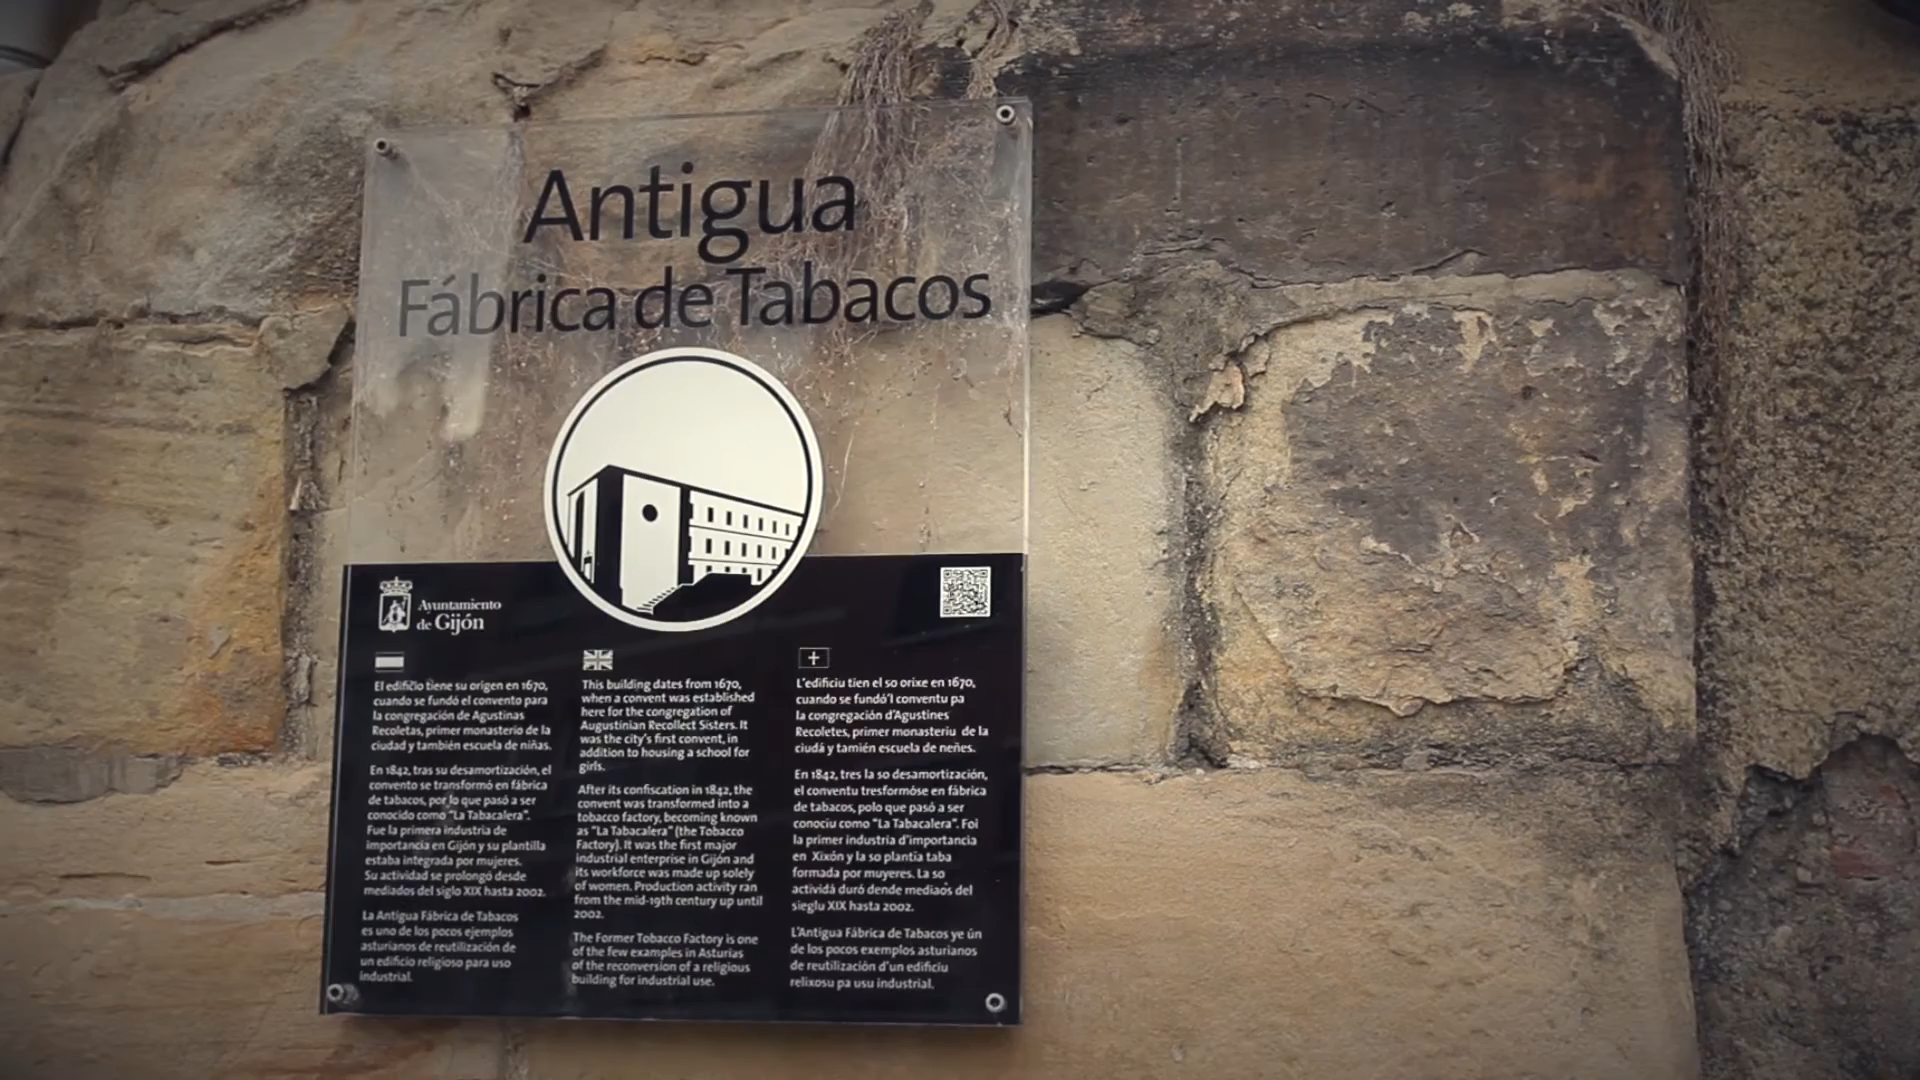 Antigua
Fábrica de Tabacos
Ayuntamiento
de Gijón
El edificio tiene su origen en 1670,
cuando se fundó el convento para
la congregación de Agustinas
Recoletas, primer monasterio de la
ciudad y también escuela de niñas.
En 1842, tras su desamortización, el
convento se transformó en fábrica
de tabacos, por lo que pasó a ser
conocido como “La Tabacalera”.
Fue la primera industria de
importancia en Gijón y su plantilla
estaba integrada por mujeres.
Su actividad se prolongó desde
mediados del siglo XIX hasta 2002.
La Antigua Fábrica de Tabacos
es uno de los pocos ejemplos
asturianos de reutilización de
un edificio religioso para uso
industrial.
This building dates from 1670,
when a convent was established
here for the congregation of
Augustinian Recollect Sisters. It
was the city's first convent, in
addition to housing a school for
girls.
After its confiscation in 1842, the
convent was transformed into a
tobacco factory, becoming known
as “La Tabacalera” (the Tobacco
Factory). It was the first major
industrial enterprise in Gijón and
its workforce was made up solely
of women. Production activity ran
from the mid-19th century up until
2002.
The Former Tobacco Factory is one
of the few examples in Asturias
of the reconversion of a religious
building for industrial use.
L'edificiu tien el so orixe en 1670,
cuando se fundó'l conventu pa
la congregación d'Agustines
Recoletes, primer monasteriu de la
ciudá y tamién escuela de neñes.
En 1842, tres la so desamortización,
el conventu tresformóse en fábrica
de tabacos, polo que pasó a ser
conociu como “La Tabacalera”. Foi
la primer industria d'importancia
en Xixón y la so plantía taba
formada por muyeres. La so
actividá duró dende mediaos del
sieglu XIX hasta 2002.
L'Antigua Fábrica de Tabacos ye ún
de los pocos exemplos asturianos
de reutilización d'un edificiu
relixosu pa usu industrial.